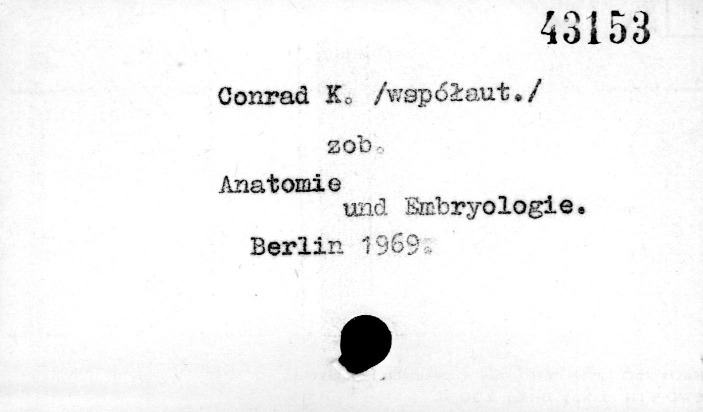 43153
Conrad K. /współaut./
zob.
Anatomie
und Embryologie.
Berlin 1969.